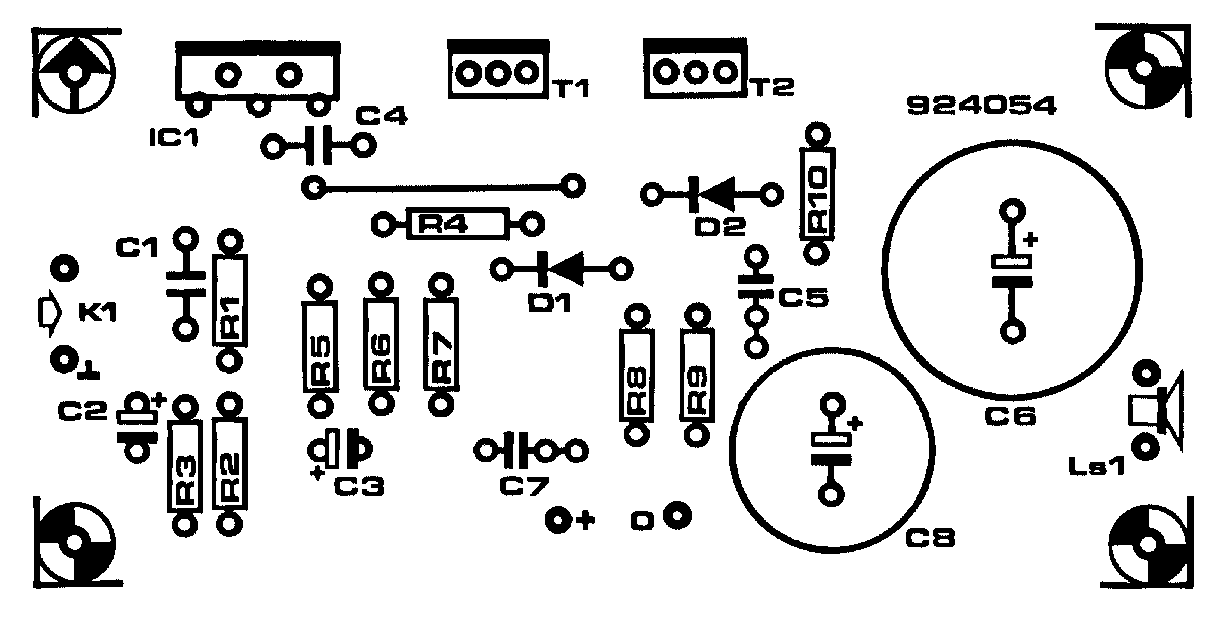 T1
T2
924054
C4
IC1
R10
R4
D2
C1
D1
C5
K1
R1
R5
R6
R7
R8
R9
C2
C6
+
+
+
Ls1
R3
R2
+
C3
C7
+
0
C8